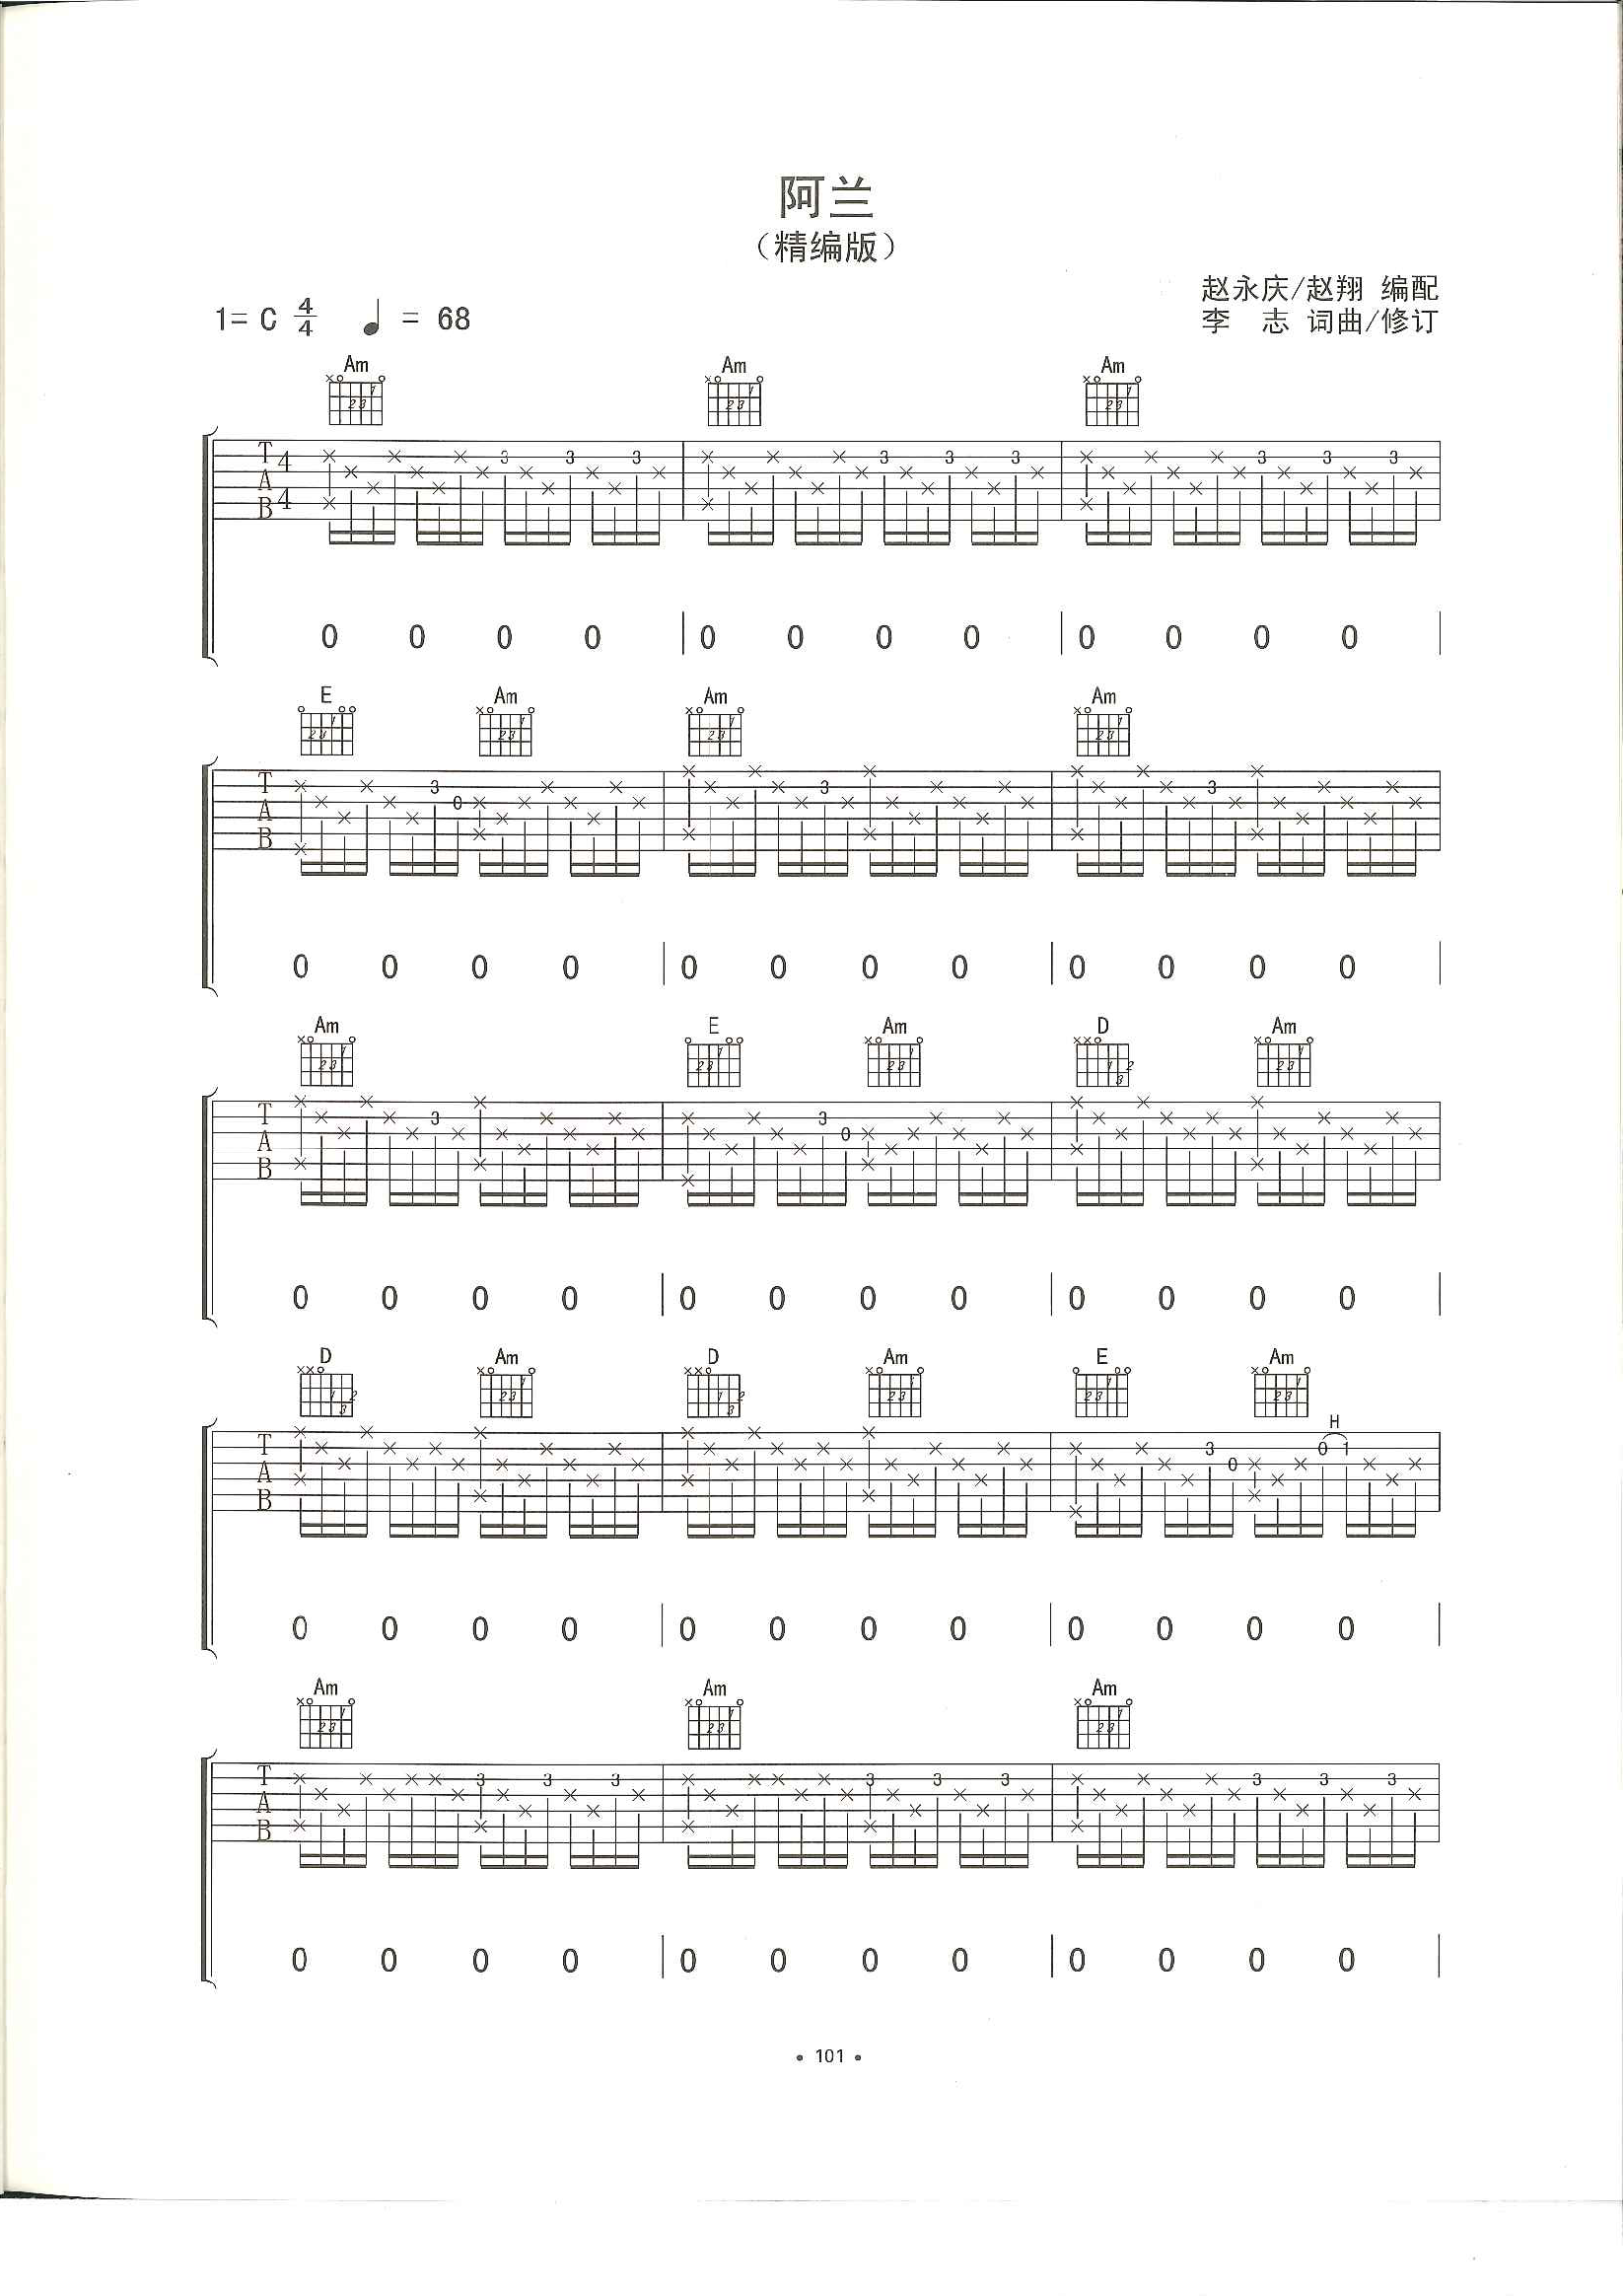 阿兰
（精编版）
赵永庆/赵翔 编配
1= C 4/4 ♩ = 68
李 志 词曲/修订
Am Am Am
T A B 4 4 3 3 3 3 3 3 3 3 3
0 0 0 0 0 0 0 0 0 0 0 0
E Am Am Am
T A B 3 0 3 3
0 0 0 0 0 0 0 0 0 0 0 0
Am E Am D Am
T A B 3 3 0
0 0 0 0 0 0 0 0 0 0 0 0
D Am D Am E Am
H
T A B 3 0 0 1
0 0 0 0 0 0 0 0 0 0 0 0
Am Am Am
T A B 3 3 3 3 3 3 3 3 3
0 0 0 0 0 0 0 0 0 0 0 0
• 101 •